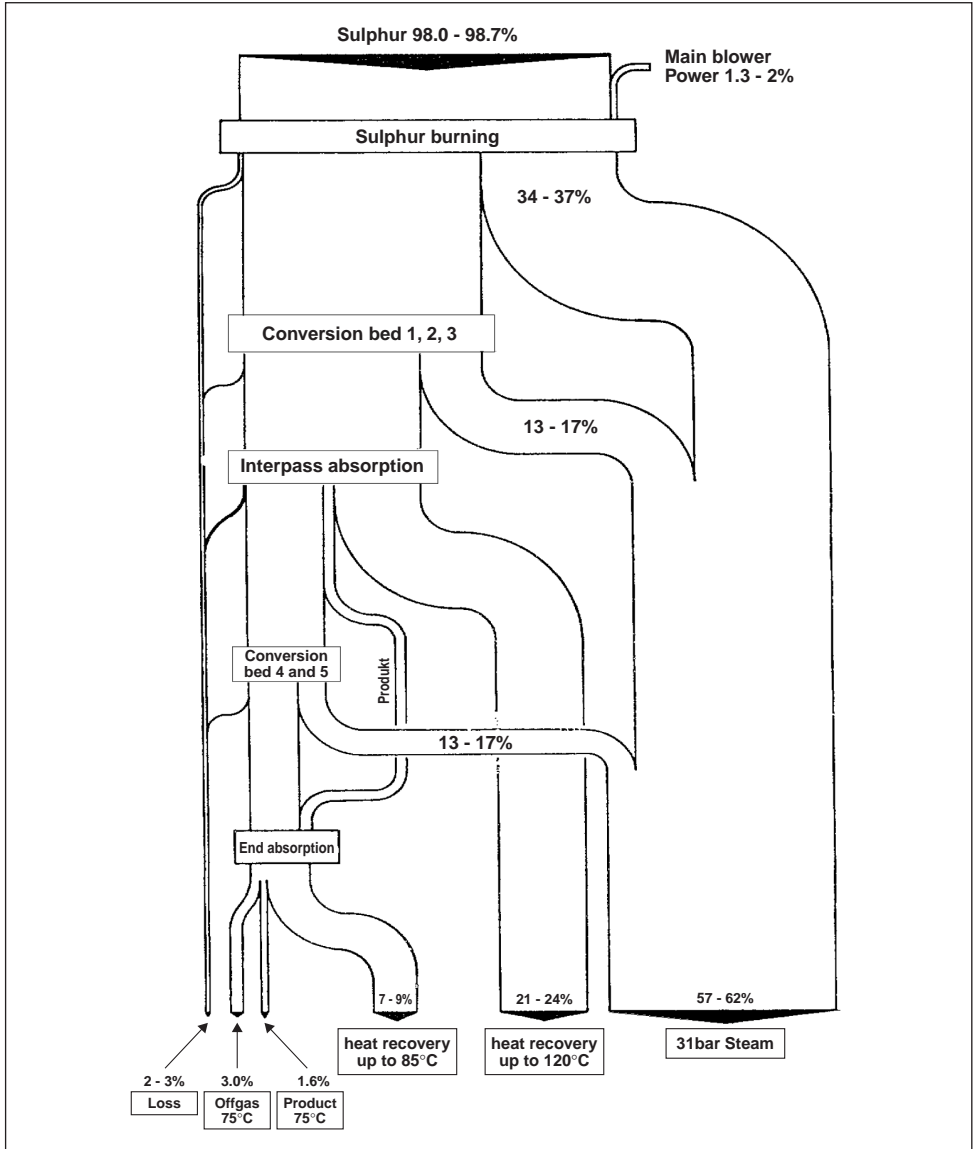 Sulphur 98.0 - 98.7%
Main blower
Power 1.3 - 2%
Sulphur burning
34 - 37%
Conversion bed 1, 2, 3
13 - 17%
Interpass absorption
Conversion
bed 4 and 5
Produkt
13 - 17%
End absorption
7 - 9%
21 - 24%
57 - 62%
heat recovery
up to 85°C
heat recovery
up to 120°C
31bar Steam
2 - 3%
3.0%
1.6%
Loss
Offgas
75°C
Product
75°C